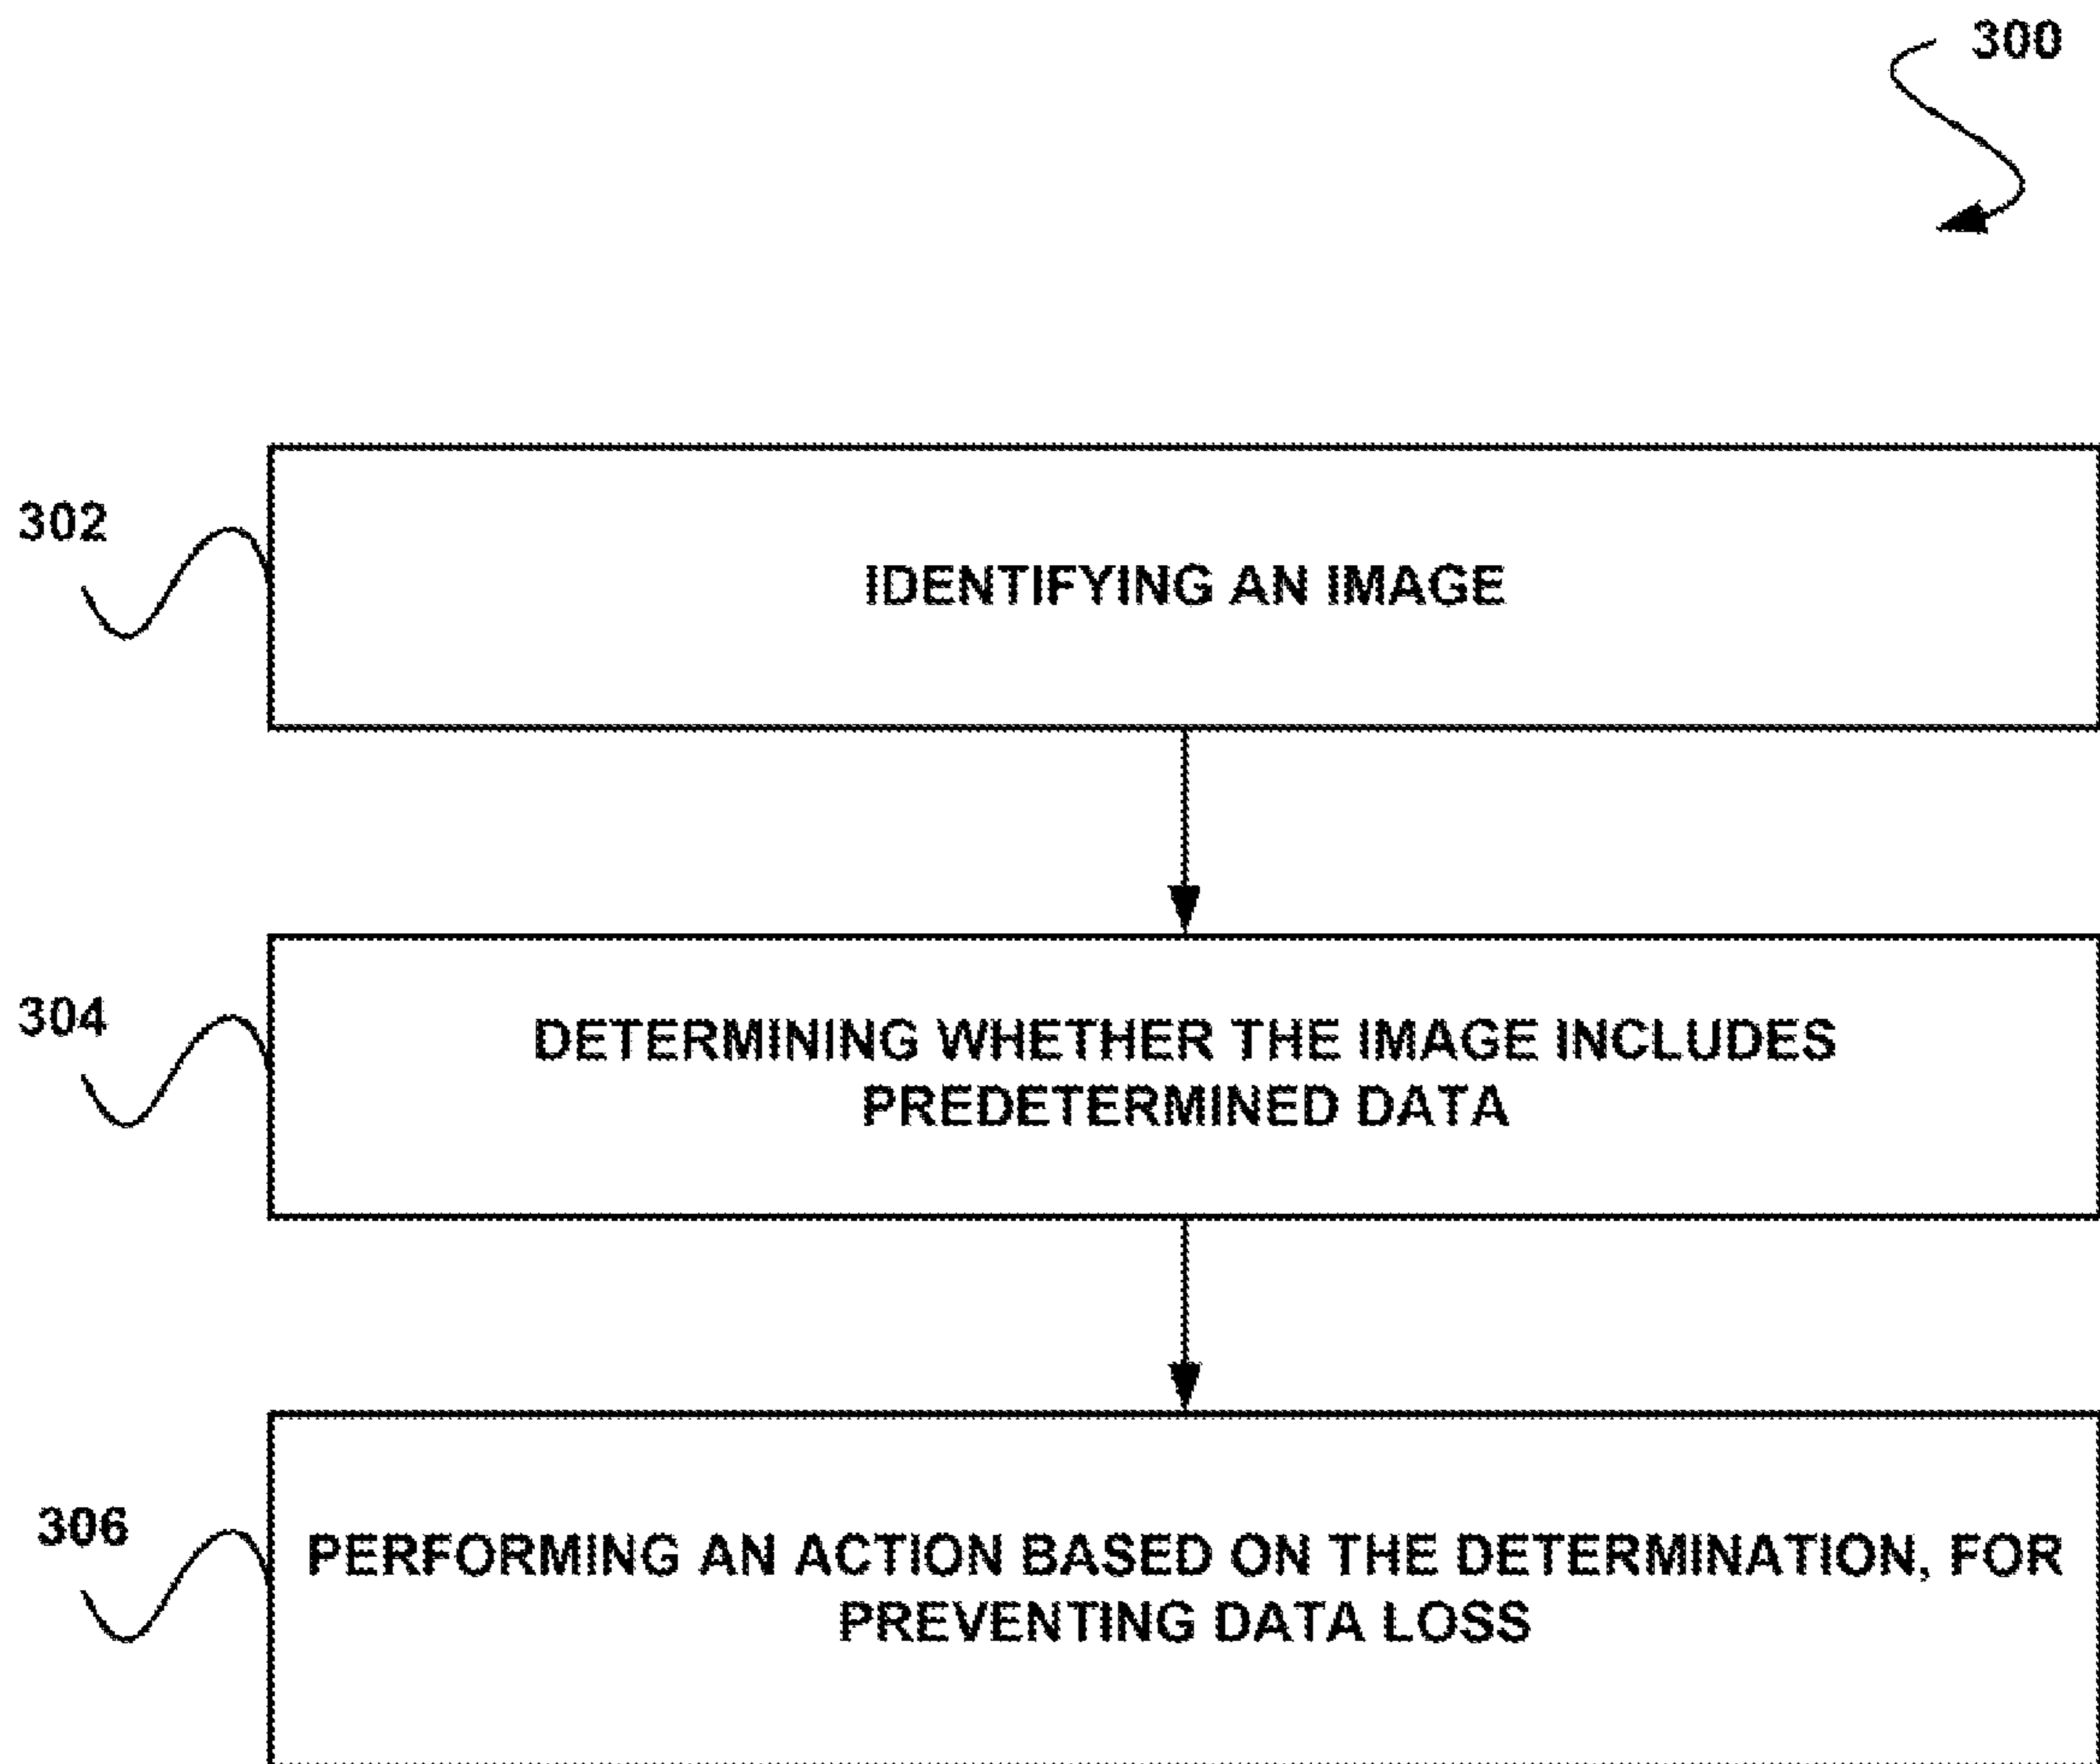 300
302
IDENTIFYING AN IMAGE
304
DETERMINING WHETHER THE IMAGE INCLUDES
PREDETERMINED DATA
306
PERFORMING AN ACTION BASED ON THE DETERMINATION, FOR
PREVENTING DATA LOSS